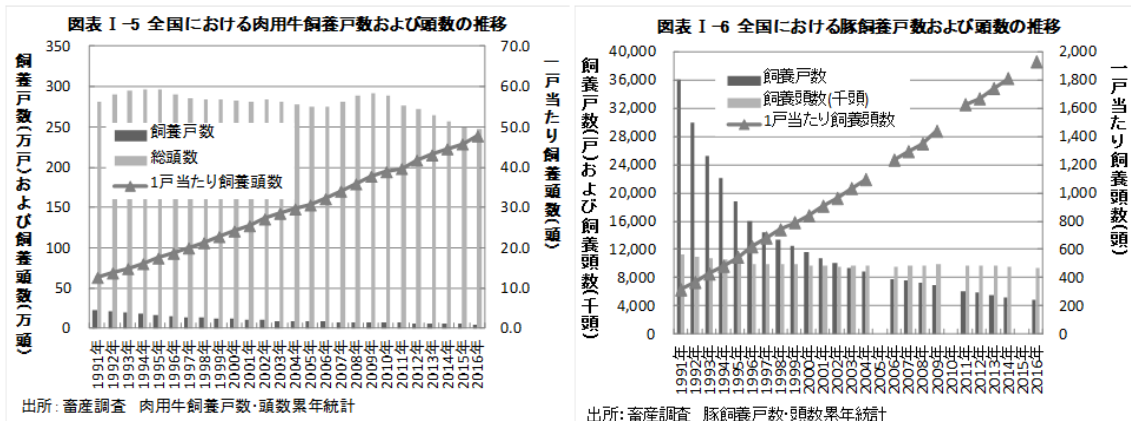 図表 Ⅰ-5 全国における肉用牛飼養戸数および頭数の推移
飼養戸数(万戸)および飼養頭数(万頭)
350
300
250
200
150
100
50
0
飼養戸数
総頭数
1戸当たり飼養頭数
70.0
60.0
50.0
40.0
30.0
20.0
10.0
0.0
一戸当たり飼養頭数(頭)
1991年
1992年
1993年
1994年
1995年
1996年
1997年
1998年
1999年
2000年
2001年
2002年
2003年
2004年
2005年
2006年
2007年
2008年
2009年
2010年
2011年
2012年
2013年
2014年
2015年
2016年
出所：畜産調査 肉用牛飼養戸数・頭数累年統計
図表 Ⅰ-6 全国における豚飼養戸数および頭数の推移
飼養戸数(戸)および飼養頭数(千頭)
40,000
36,000
32,000
28,000
24,000
20,000
16,000
12,000
8,000
4,000
0
飼養戸数
飼養頭数(千頭)
1戸当たり飼養頭数
2,000
1,800
1,600
1,400
1,200
1,000
800
600
400
200
0
一戸当たり飼養頭数(頭)
1991年
1992年
1993年
1994年
1995年
1996年
1997年
1998年
1999年
2000年
2001年
2002年
2003年
2004年
2005年
2006年
2007年
2008年
2009年
2010年
2011年
2012年
2013年
2014年
2015年
2016年
出所：畜産調査 豚飼養戸数・頭数累年統計